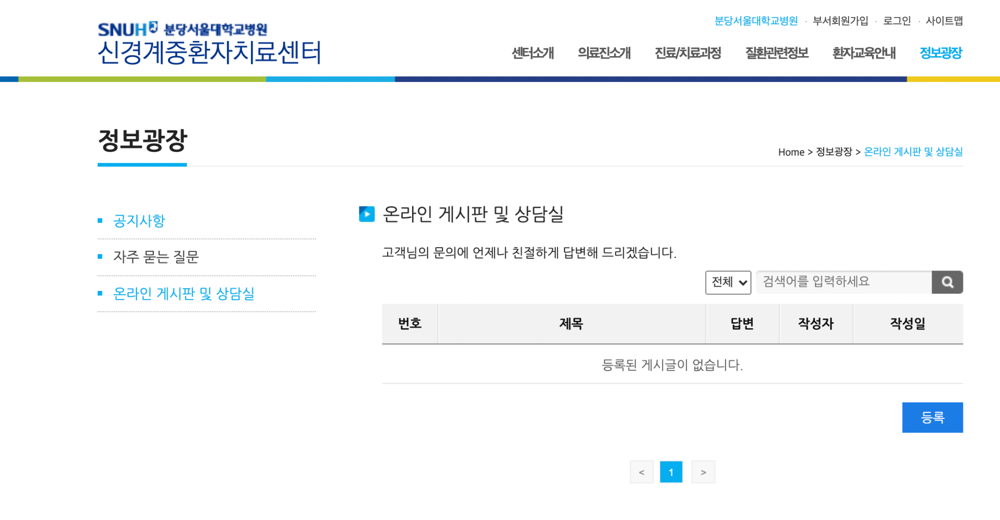 분당서울대학교병원 · 부서회원가입 · 로그인 · 사이트맵
SNUH 분당서울대학교병원
신경계중환자치료센터
센터소개 의료진소개 진료/치료과정 질환관련정보 환자교육안내 정보광장
정보광장
Home > 정보광장 > 온라인 게시판 및 상담실
공지사항
자주 묻는 질문
온라인 게시판 및 상담실
온라인 게시판 및 상담실
고객님의 문의에 언제나 친절하게 답변해 드리겠습니다.
전체 검색어를 입력하세요
번호 제목 답변 작성자 작성일
등록된 게시글이 없습니다.
등록
< 1 >